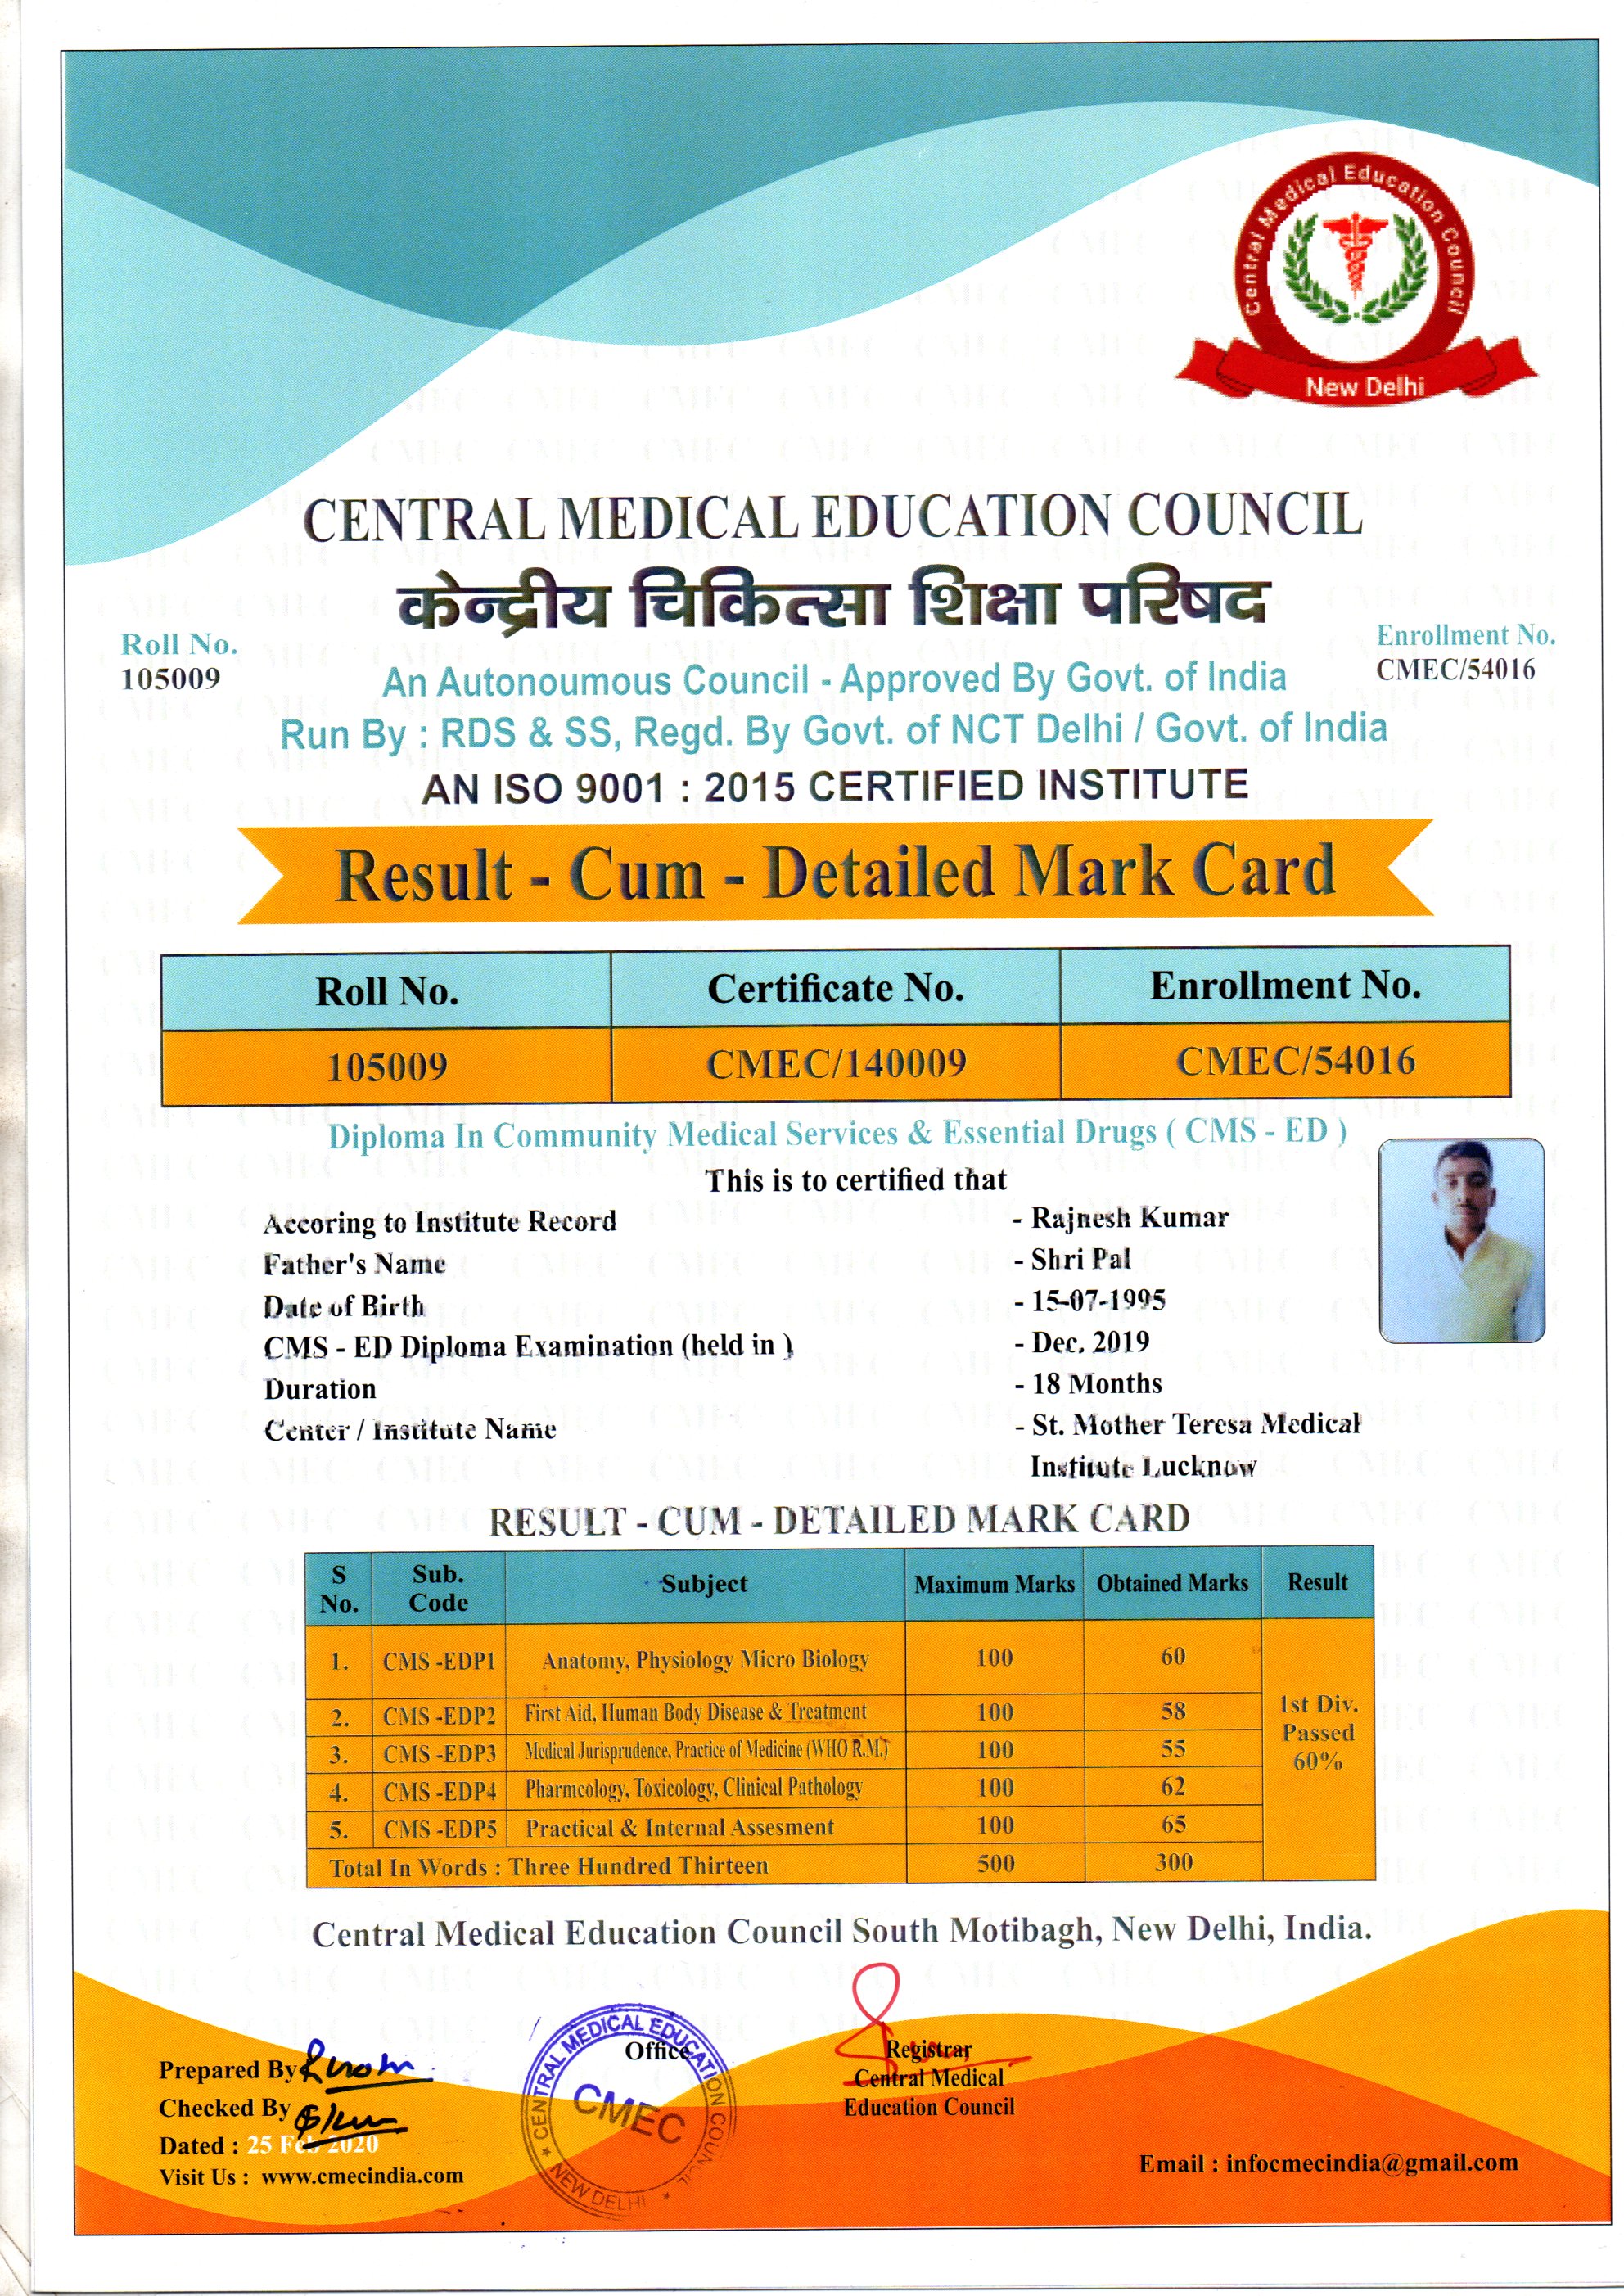 Central Medical Education Council
New Delhi
CENTRAL MEDICAL EDUCATION COUNCIL
केन्द्रीय चिकित्सा शिक्षा परिषद
Roll No.
105009
Enrollment No.
CMEC/54016
An Autonoumous Council - Approved By Govt. of India
Run By : RDS & SS, Regd. By Govt. of NCT Delhi / Govt. of India
AN ISO 9001 : 2015 CERTIFIED INSTITUTE
Result - Cum - Detailed Mark Card
Roll No. Certificate No. Enrollment No.
105009 CMEC/140009 CMEC/54016
Diploma In Community Medical Services & Essential Drugs ( CMS - ED )
This is to certified that
Accoring to Institute Record - Rajnesh Kumar
Father's Name - Shri Pal
Date of Birth - 15-07-1995
CMS - ED Diploma Examination (held in ) - Dec. 2019
Duration - 18 Months
Center / Institute Name - St. Mother Teresa Medical
Institute Lucknow
RESULT - CUM - DETAILED MARK CARD
S No. Sub. Code Subject Maximum Marks Obtained Marks Result
1. CMS -EDP1 Anatomy, Physiology Micro Biology 100 60
2. CMS -EDP2 First Aid, Human Body Disease & Treatment 100 58
3. CMS -EDP3 Medical Jurisprudence, Practice of Medicine (WHO R.M.) 100 55
4. CMS -EDP4 Pharmcology, Toxicology, Clinical Pathology 100 62
5. CMS -EDP5 Practical & Internal Assesment 100 65
1st Div.
Passed
60%
Total In Words : Three Hundred Thirteen 500 300
Central Medical Education Council South Motibagh, New Delhi, India.
Prepared By
Checked By
Dated : 25 Feb 2020
Visit Us : www.cmecindia.com
Office
CENTRAL MEDICAL EDUCATION COUNCIL
CMEC
NEW DELHI
Registrar
Central Medical
Education Council
Email : infocmecindia@gmail.com